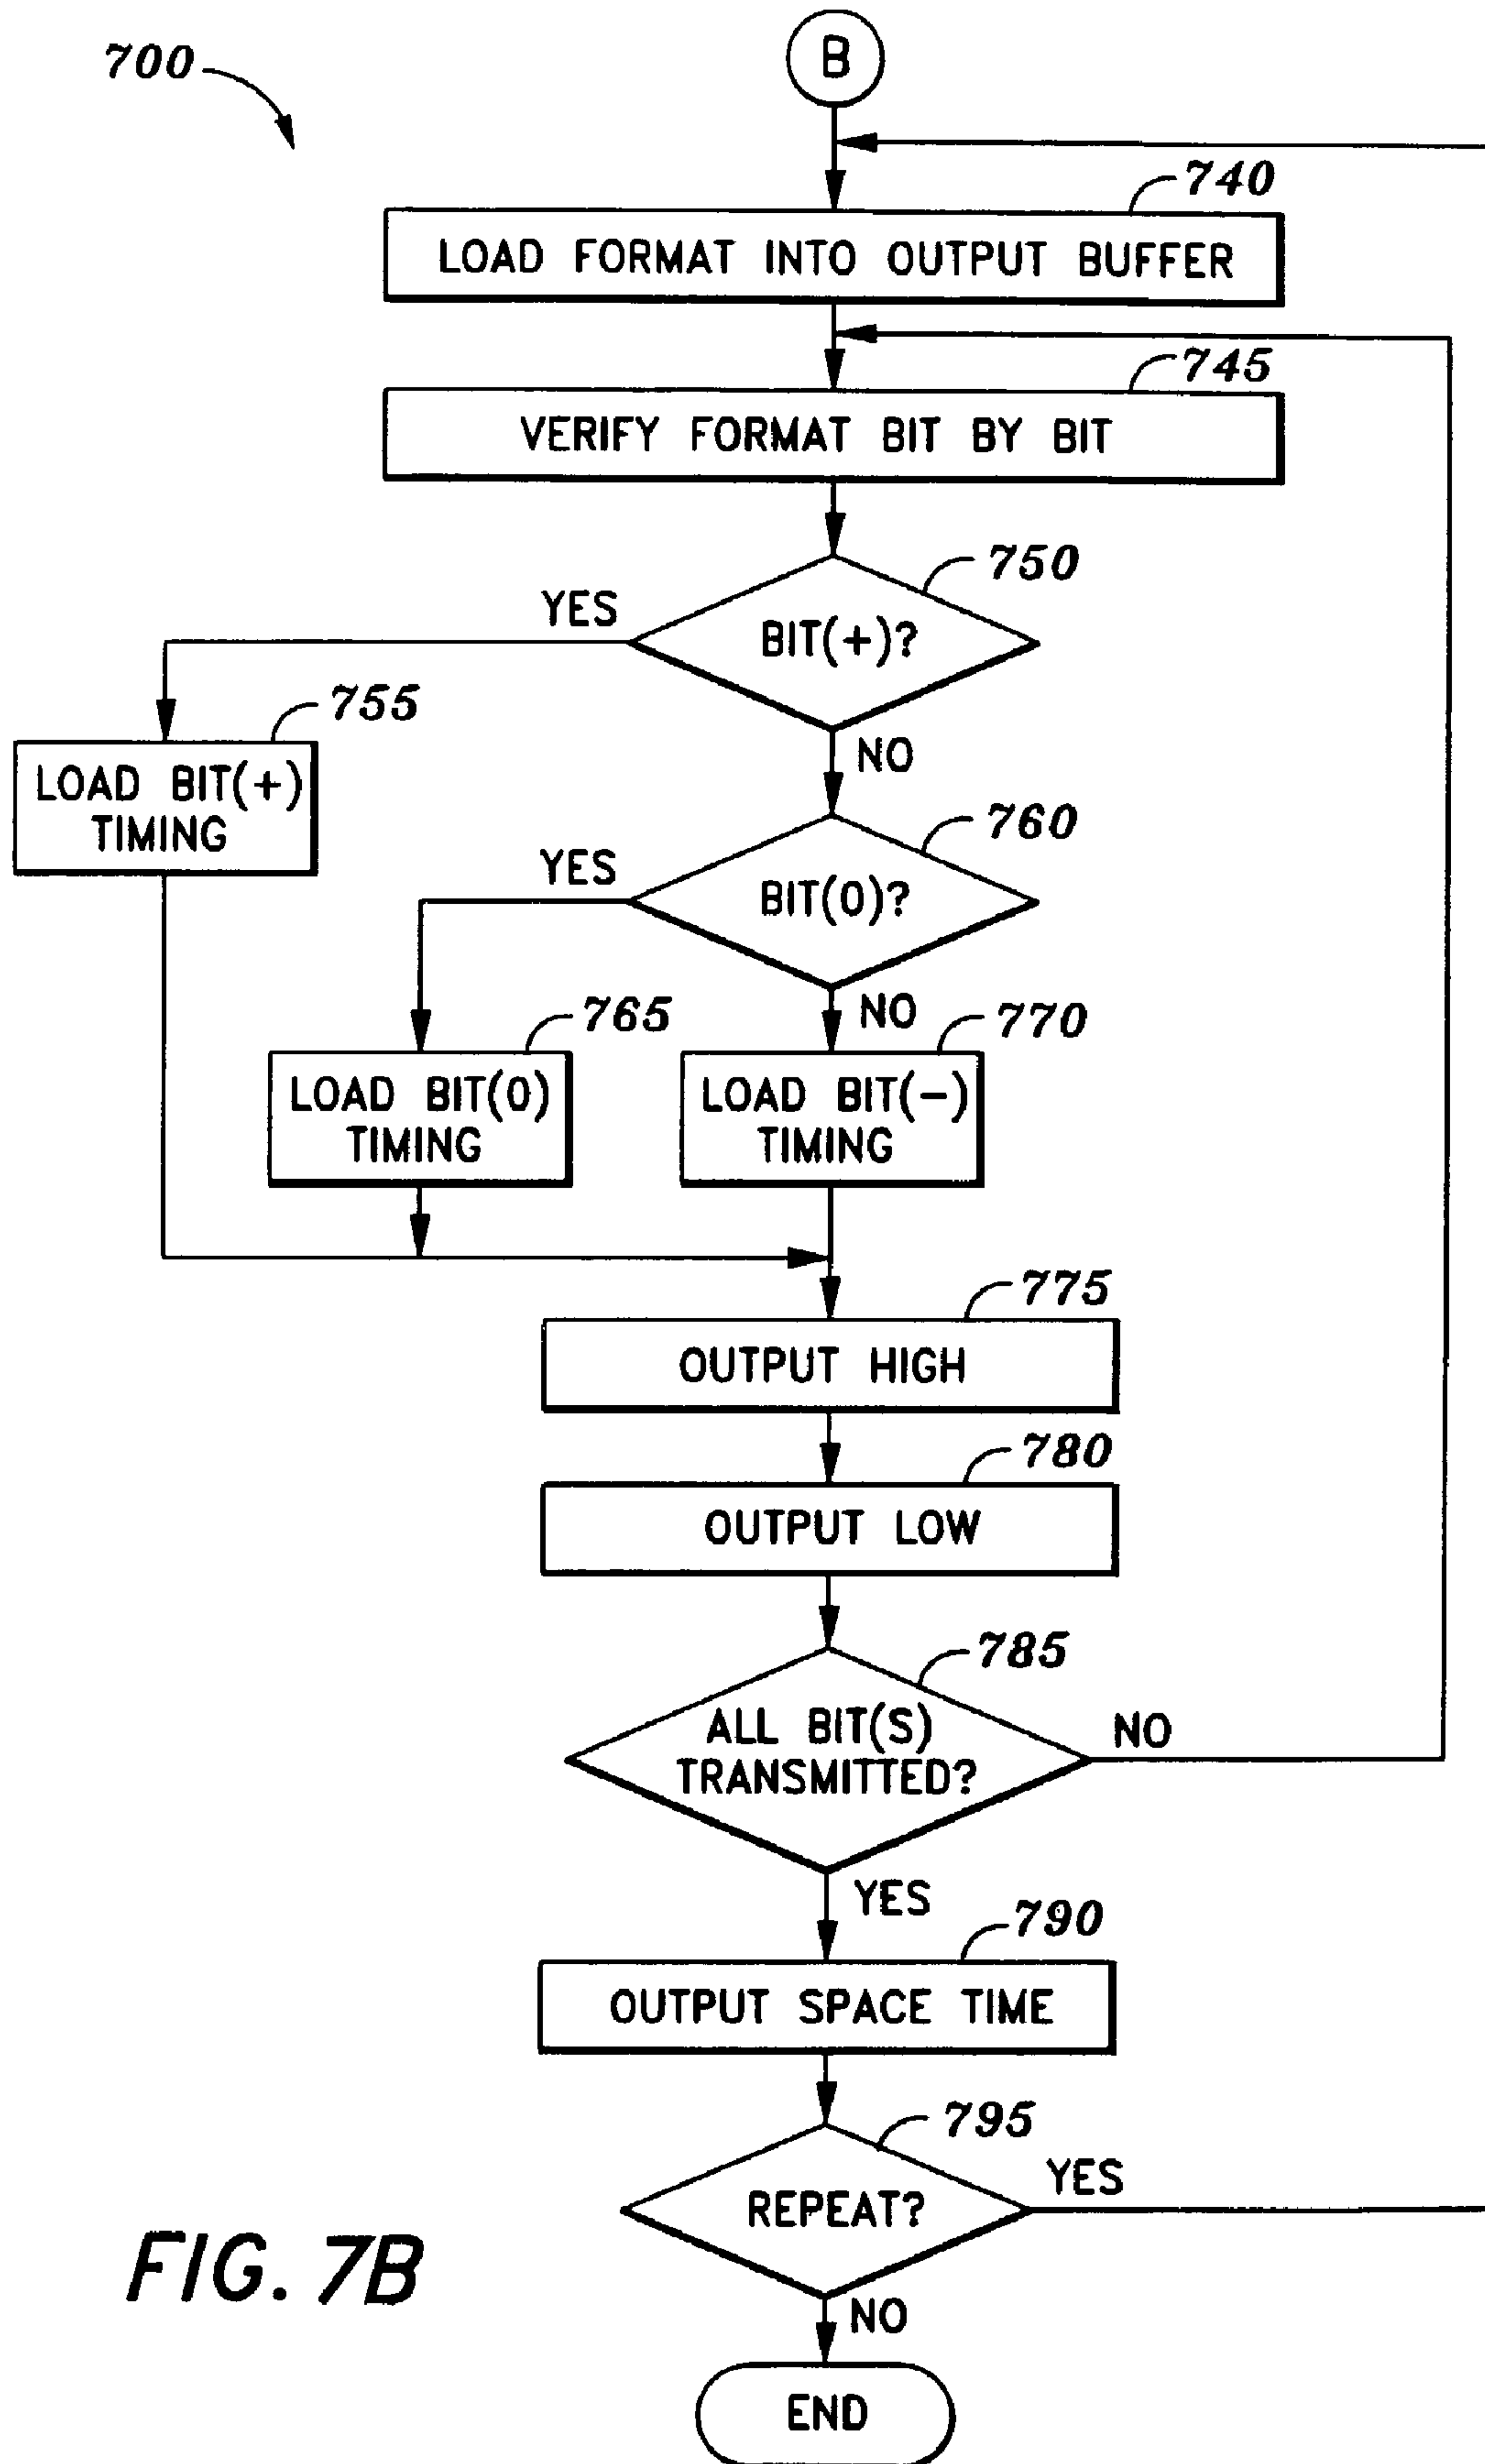 700
B
740
LOAD FORMAT INTO OUTPUT BUFFER
745
VERIFY FORMAT BIT BY BIT
750
YES
BIT(+)?
755
NO
LOAD BIT(+)
TIMING
760
YES
BIT(0)?
765
NO
770
LOAD BIT(0)
TIMING
LOAD BIT(-)
TIMING
775
OUTPUT HIGH
780
OUTPUT LOW
785
ALL BIT(S)
TRANSMITTED?
NO
YES
790
OUTPUT SPACE TIME
795
YES
REPEAT?
NO
END
FIG. 7B